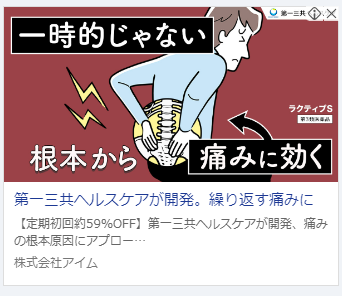 第一三共
一時的じゃない
ラクティブS
第3類医薬品
根本から
痛みに効く
第一三共ヘルスケアが開発。繰り返す痛みに
【定期初回約59%OFF】第一三共ヘルスケアが開発、痛み
の根本原因にアプロー…
株式会社アイム